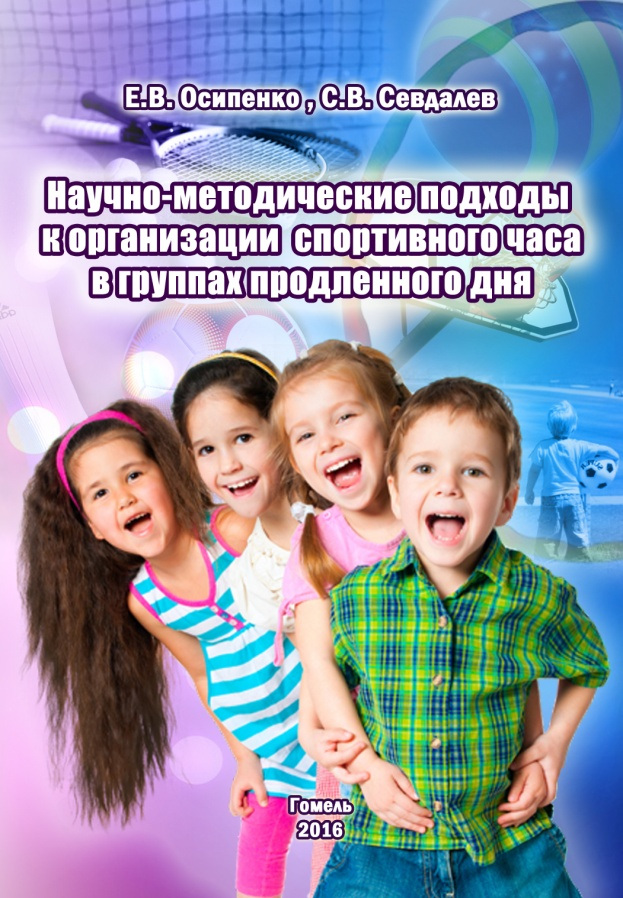 Е.В. Осипенко , С.В. Севдалев
Научно-методические подходы
к организации спортивного часа
в группах продленного дня
Гомель
2016